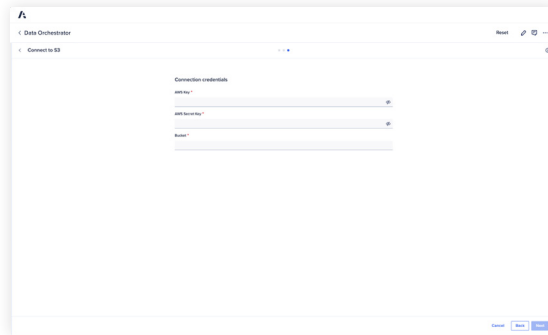 Data Orchestrator
Reset
Connect to S3
Connection credentials
AWS Key *
AWS Secret Key *
Bucket *
Cancel
Back
Next